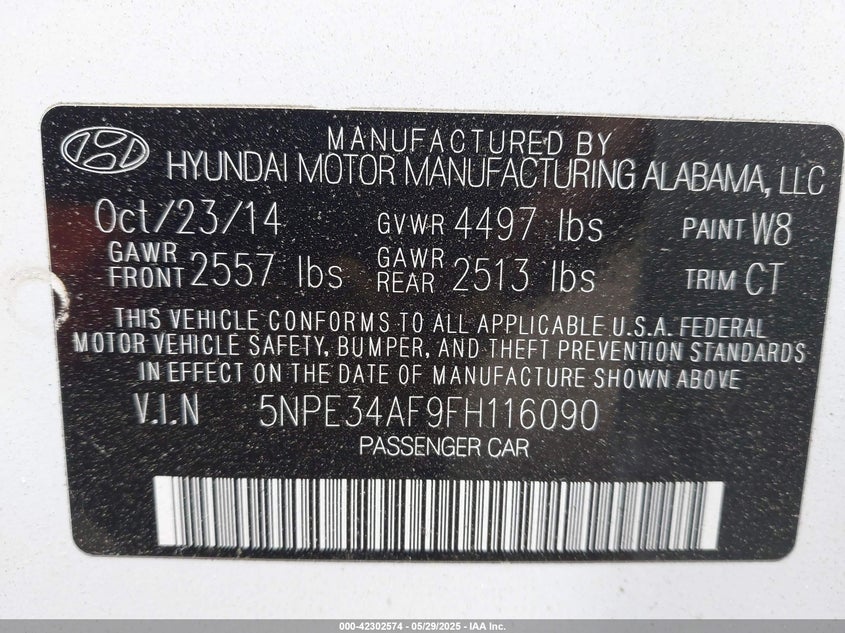 MANUFACTURED BY
HYUNDAI MOTOR MANUFACTURING ALABAMA, LLC
Oct/23/14 GVWR 4497 lbs PAINT W8
GAWR FRONT 2557 lbs GAWR REAR 2513 lbs TRIM CT
THIS VEHICLE CONFORMS TO ALL APPLICABLE U.S.A. FEDERAL
MOTOR VEHICLE SAFETY, BUMPER, AND THEFT PREVENTION STANDARDS
IN EFFECT ON THE DATE OF MANUFACTURE SHOWN ABOVE
V.I.N 5NPE34AF9FH116090
PASSENGER CAR
000-42302574 | 05/29/2025 - IAA Inc.